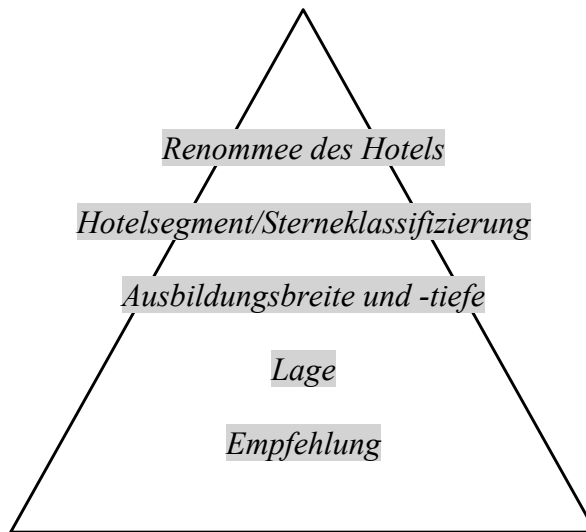 Renommee des Hotels
Hotelsegment/Sterneklassifizierung
Ausbildungsbreite und -tiefe
Lage
Empfehlung